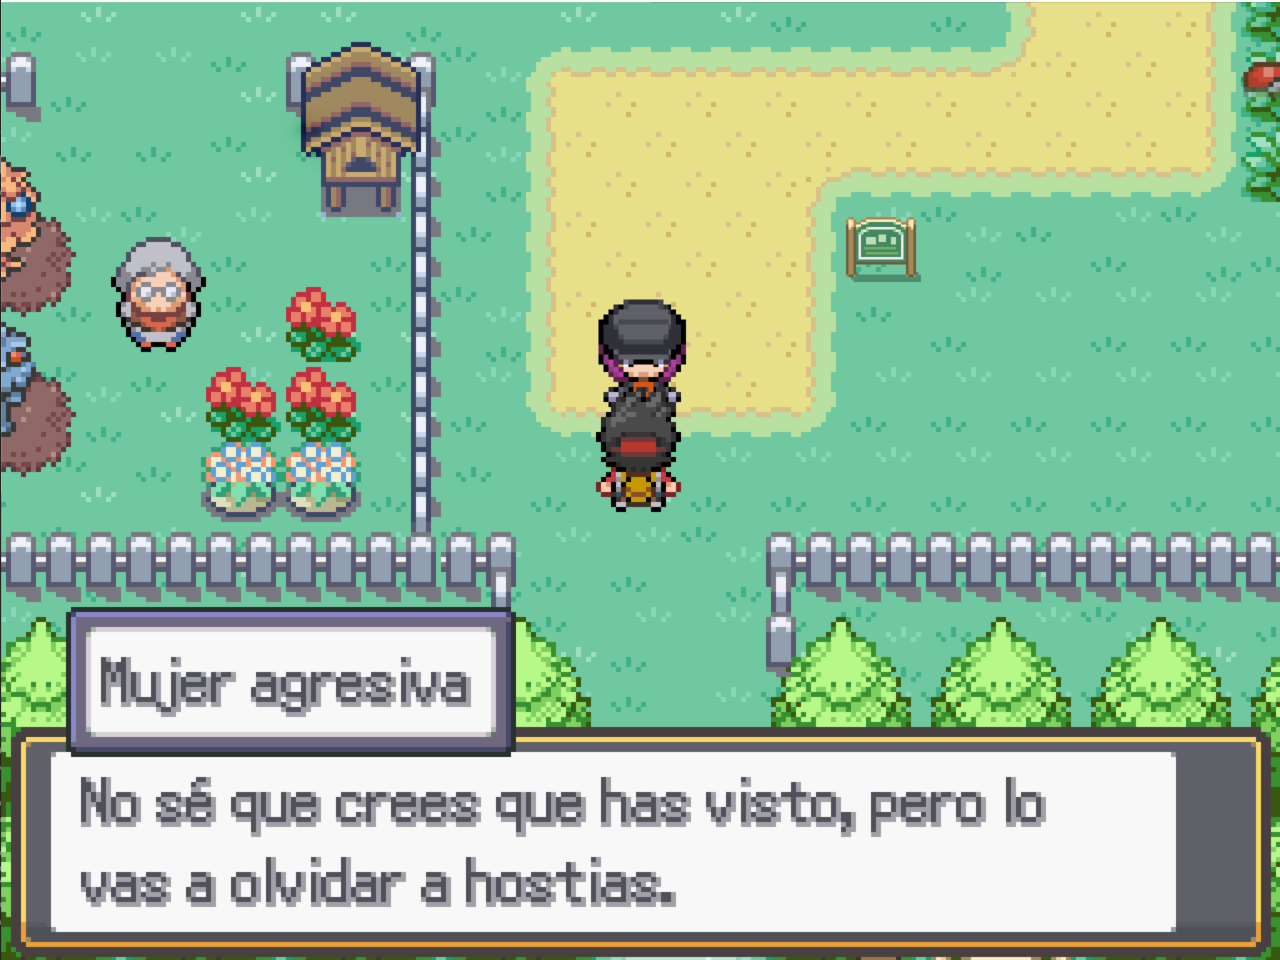 Mujer agresiva
No sé que crees que has visto, pero lo
vas a olvidar a hostias.